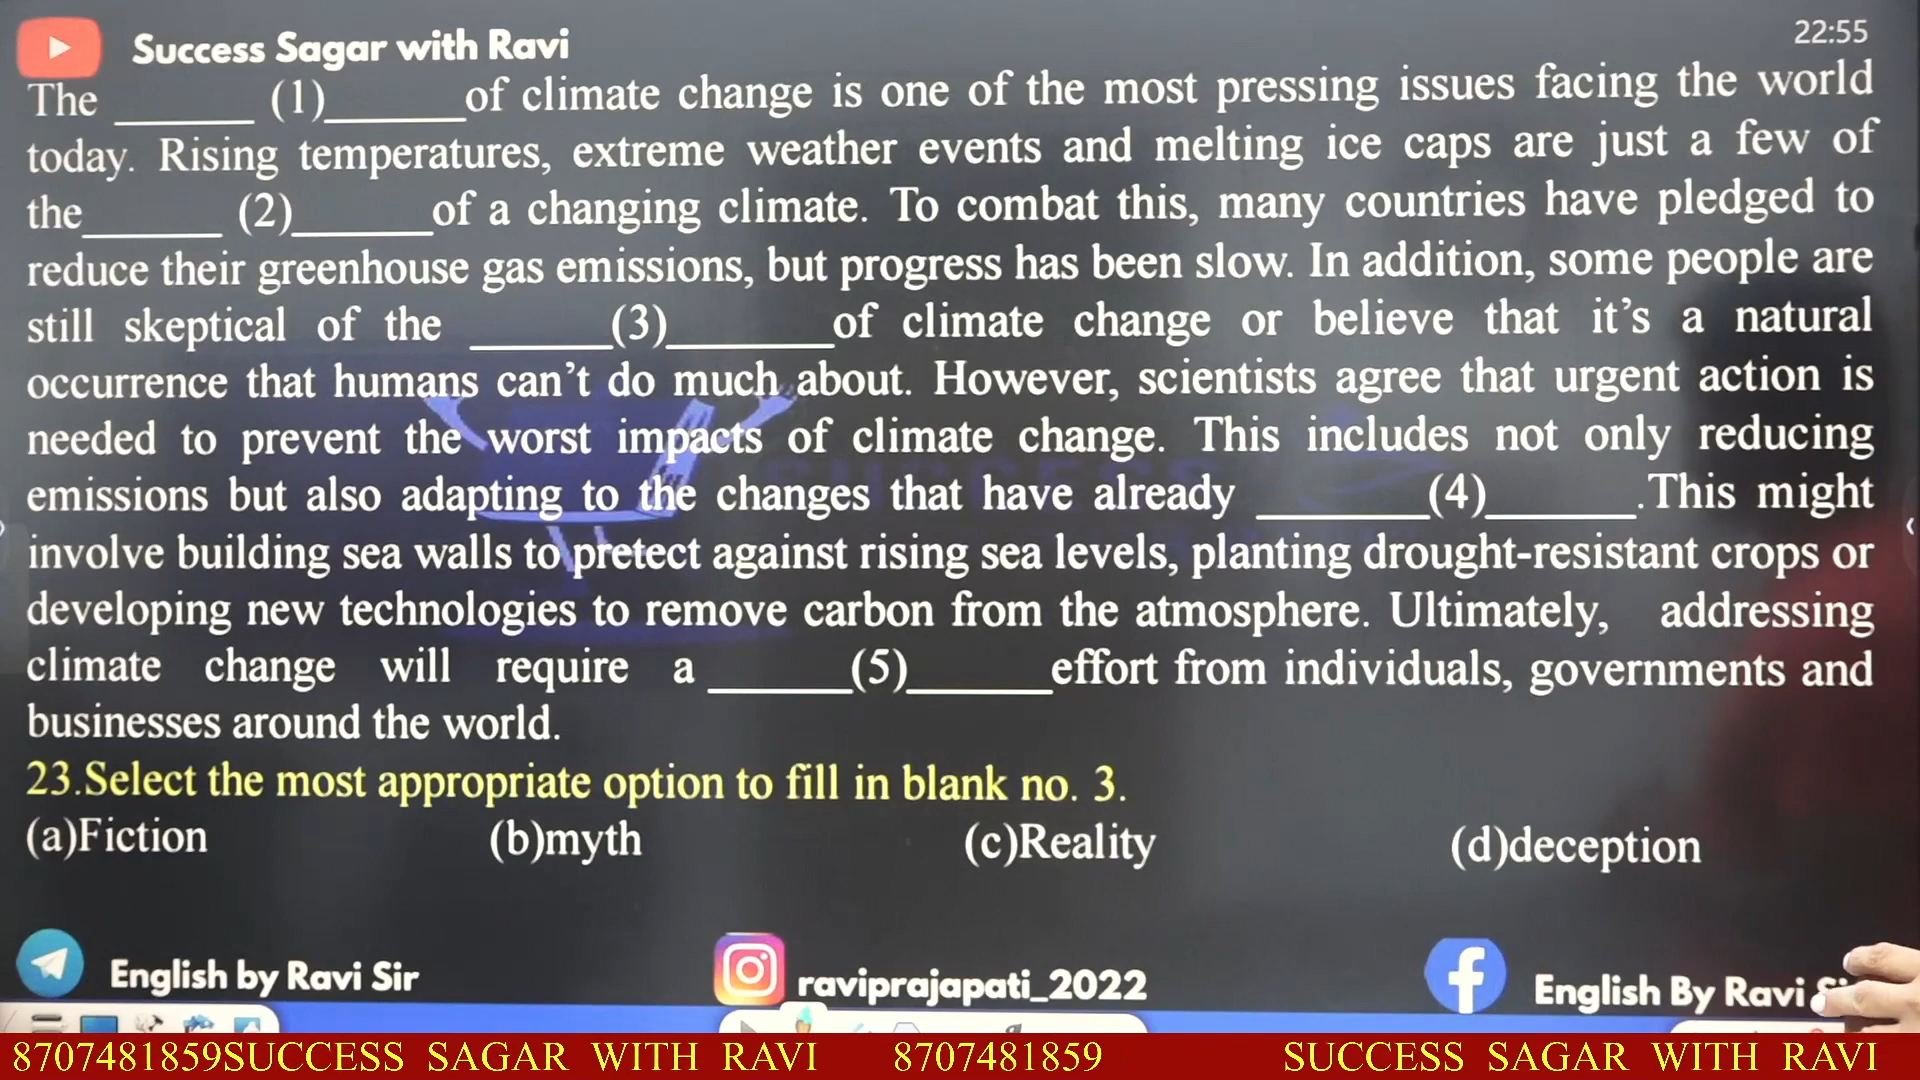 Success Sagar with Ravi
22:55
The ______ (1)______of climate change is one of the most pressing issues facing the world
today. Rising temperatures, extreme weather events and melting ice caps are just a few of
the______ (2)______of a changing climate. To combat this, many countries have pledged to
reduce their greenhouse gas emissions, but progress has been slow. In addition, some people are
still skeptical of the ______(3)_______of climate change or believe that it’s a natural
occurrence that humans can’t do much about. However, scientists agree that urgent action is
needed to prevent the worst impacts of climate change. This includes not only reducing
emissions but also adapting to the changes that have already _______(4)______.This might
involve building sea walls to pretect against rising sea levels, planting drought-resistant crops or
developing new technologies to remove carbon from the atmosphere. Ultimately, addressing
climate change will require a ______(5)______effort from individuals, governments and
businesses around the world.
23.Select the most appropriate option to fill in blank no. 3.
(a)Fiction (b)myth (c)Reality (d)deception
English by Ravi Sir raviprajapati_2022 English By Ravi
8707481859SUCCESS SAGAR WITH RAVI 8707481859 SUCCESS SAGAR WITH RAVI